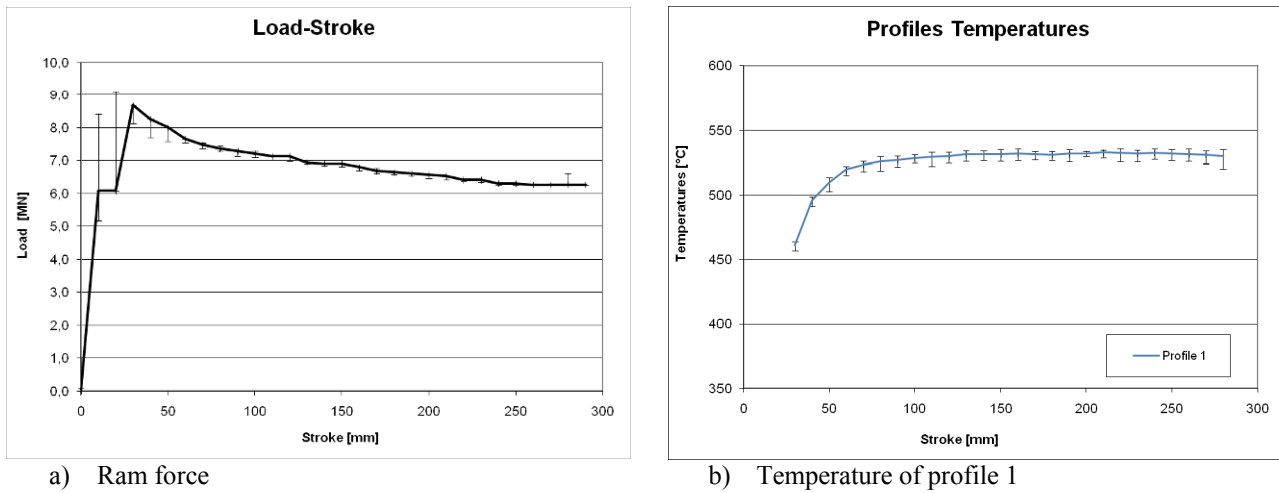 Load-Stroke
10,0
9,0
8,0
7,0
6,0
5,0
4,0
3,0
2,0
1,0
0,0
Load [MN]
0 50 100 150 200 250 300
Stroke [mm]
a) Ram force
Profiles Temperatures
600
550
500
450
400
350
Temperatures [°C]
Profile 1
0 50 100 150 200 250 300
Stroke [mm]
b) Temperature of profile 1